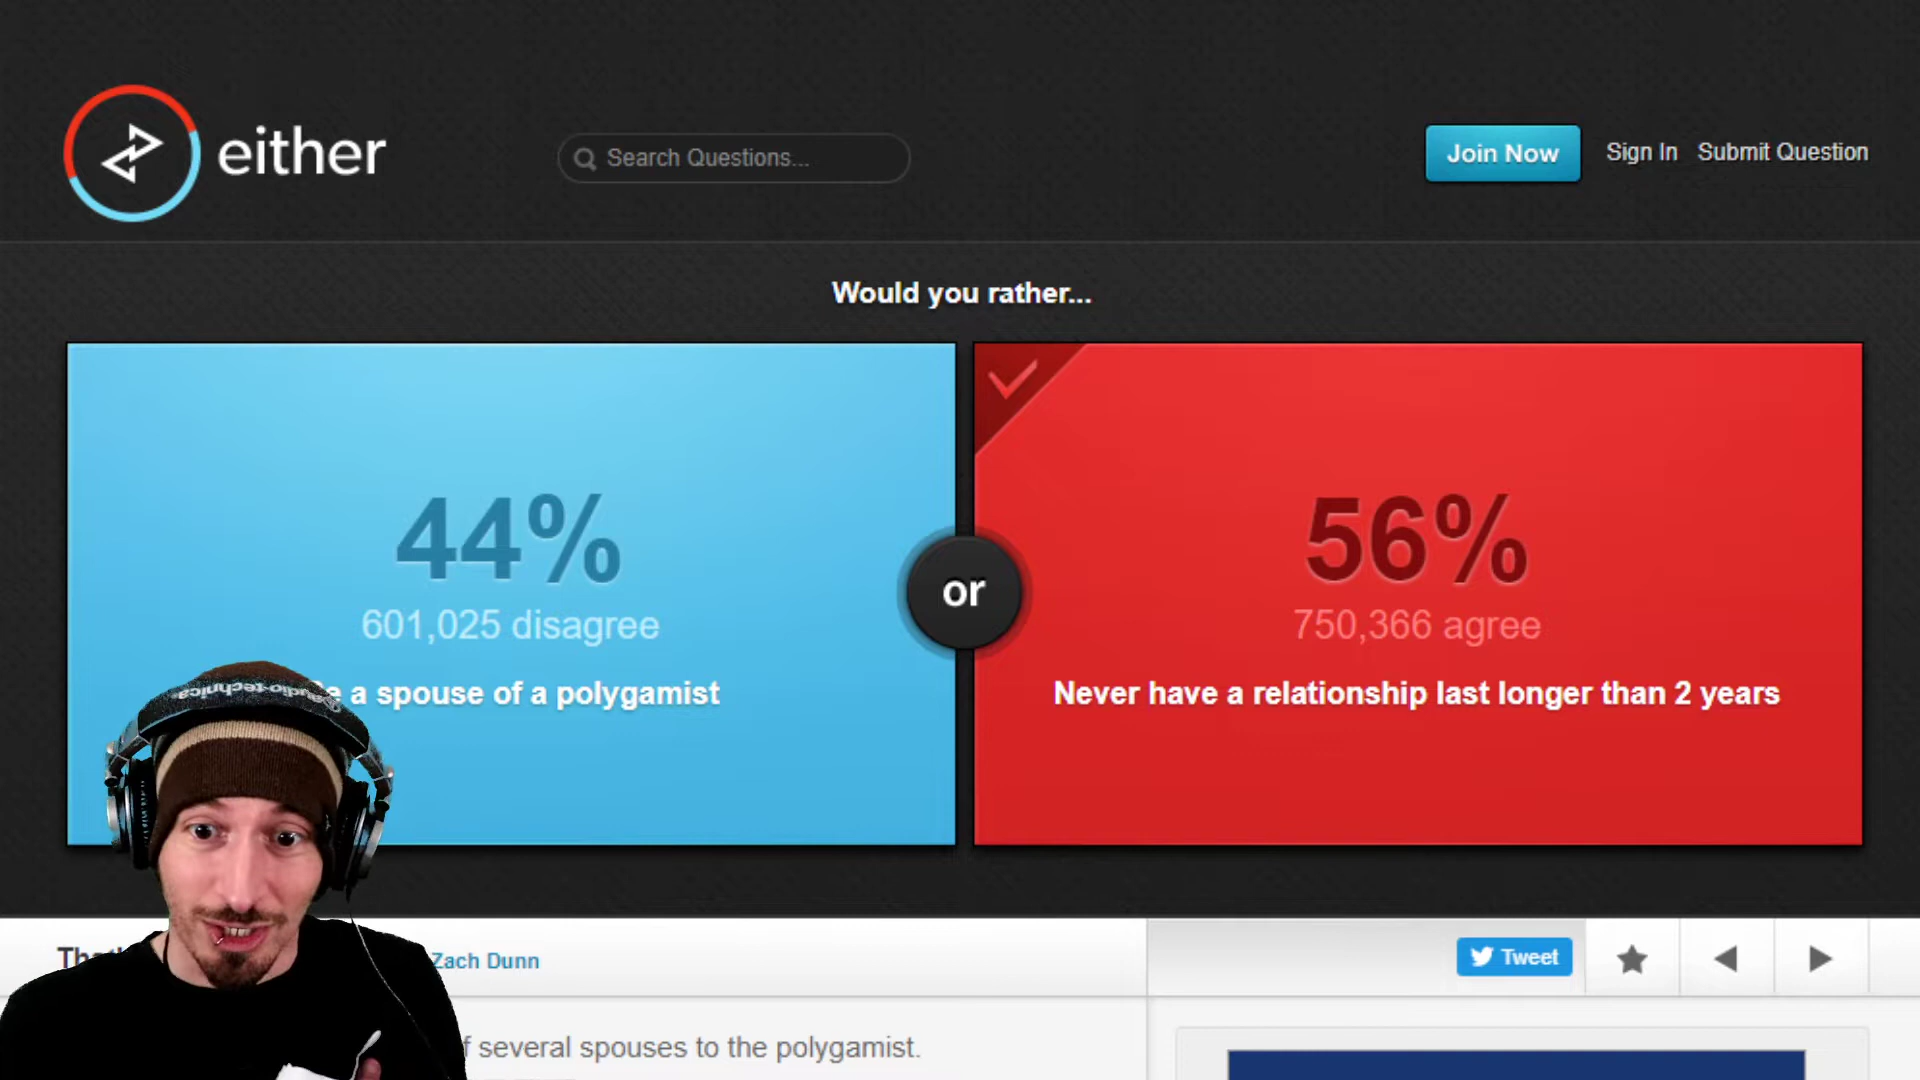 either
Search Questions...
Join Now
Sign In
Submit Question
Would you rather...
44%
601,025 disagree
a spouse of a polygamist
or
56%
750,366 agree
Never have a relationship last longer than 2 years
audio-technica
Zach Dunn
Tweet
several spouses to the polygamist.